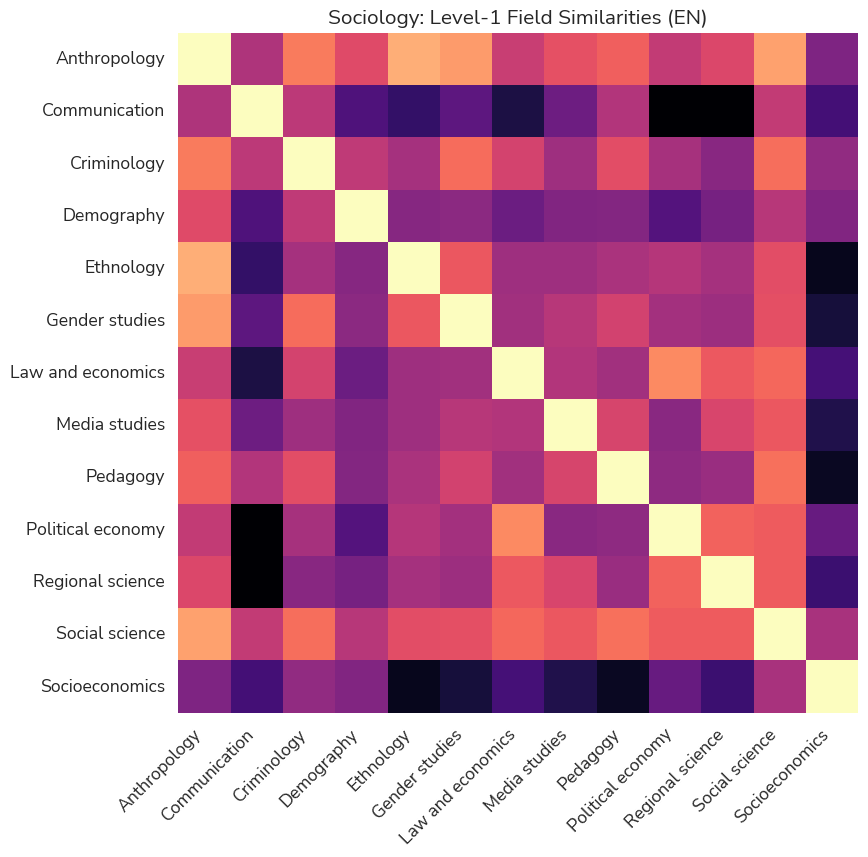 Sociology: Level-1 Field Similarities (EN)
Anthropology
Communication
Criminology
Demography
Ethnology
Gender studies
Law and economics
Media studies
Pedagogy
Political economy
Regional science
Social science
Socioeconomics
Anthropology
Communication
Criminology
Demography
Ethnology
Gender studies
Law and economics
Media studies
Pedagogy
Political economy
Regional science
Social science
Socioeconomics